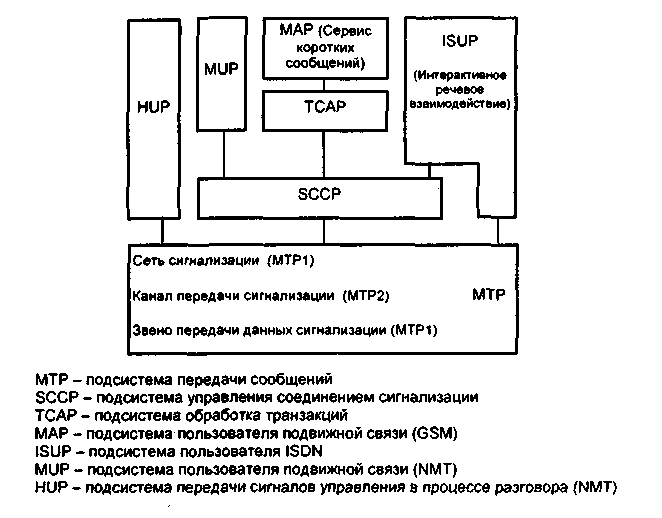 MAP (Сервис
коротких
сообщений)
ISUP
(Интерактивное
речевое
взаимодействие)
MUP
HUP
TCAP
SCCP
Сеть сигнализации (MTP1)
Канал передачи сигнализации (MTP2)
MTP
Звено передачи данных сигнализации (MTP1)
MTP – подсистема передачи сообщений
SCCP – подсистема управления соединением сигнализации
TCAP – подсистема обработка транзакций
MAP – подсистема пользователя подвижной связи (GSM)
ISUP – подсистема пользователя ISDN
MUP – подсистема пользователя подвижной связи (NMT)
HUP – подсистема передачи сигналов управления в процессе разговора (NMT)